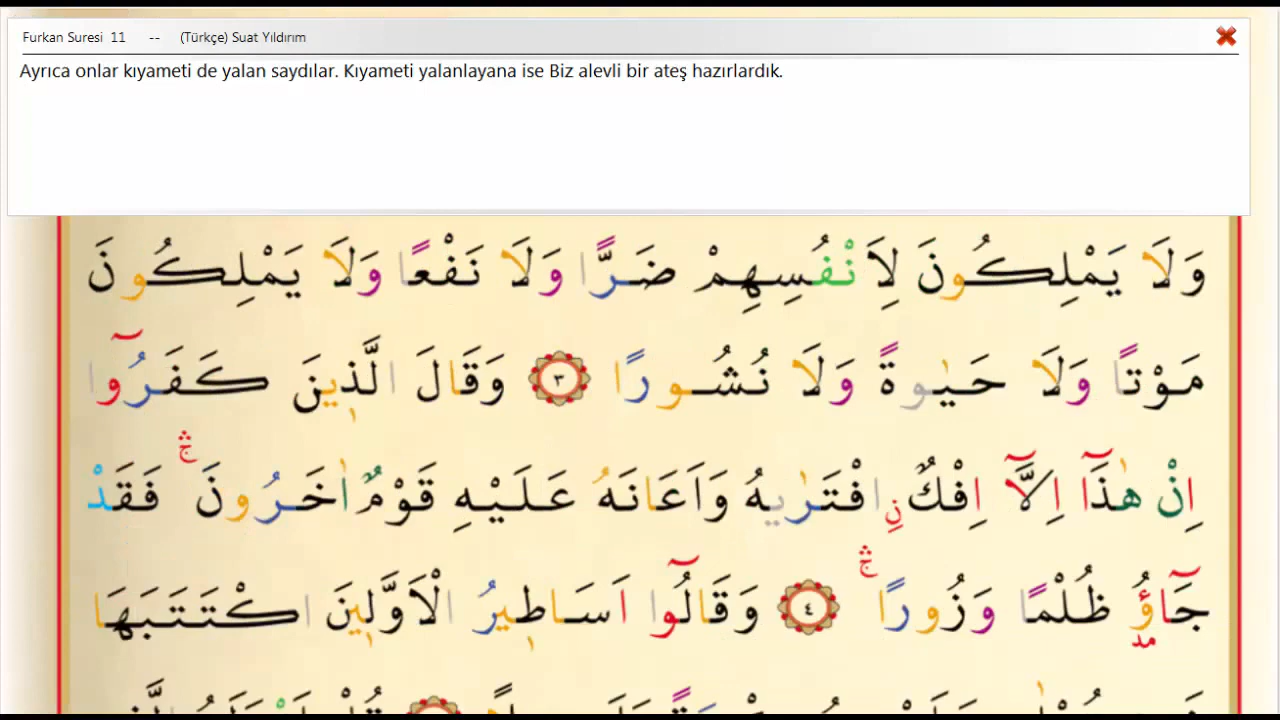 Furkan Suresi 11 -- (Türkçe) Suat Yıldırım
Ayrıca onlar kıyameti de yalan saydılar. Kıyameti yalanlayana ise Biz alevli bir ateş hazırlardık.
وَلَا يَمْلِكُونَ لِاَنْفُسِهِمْ ضَرًّا وَلَا نَفْعًا وَلَا يَمْلِكُونَ
مَوْتًا وَلَا حَيٰوةً وَلَا نُشُورًا ٣ وَقَالَ الَّذٖينَ كَفَرُٓوا
اِنْ هٰذَٓا اِلَّٓا اِفْكٌ نِ افْتَرٰيهُ وَاَعَانَهُ عَلَيْهِ قَوْمٌ اٰخَرُونَ ۚ فَقَدْ
جَٓاؤُ مد ظُلْمًا وَزُورًا ۚ ٤ وَقَالُٓوا اَسَاطٖيرُ الْاَوَّلٖينَ اكْتَتَبَهَا